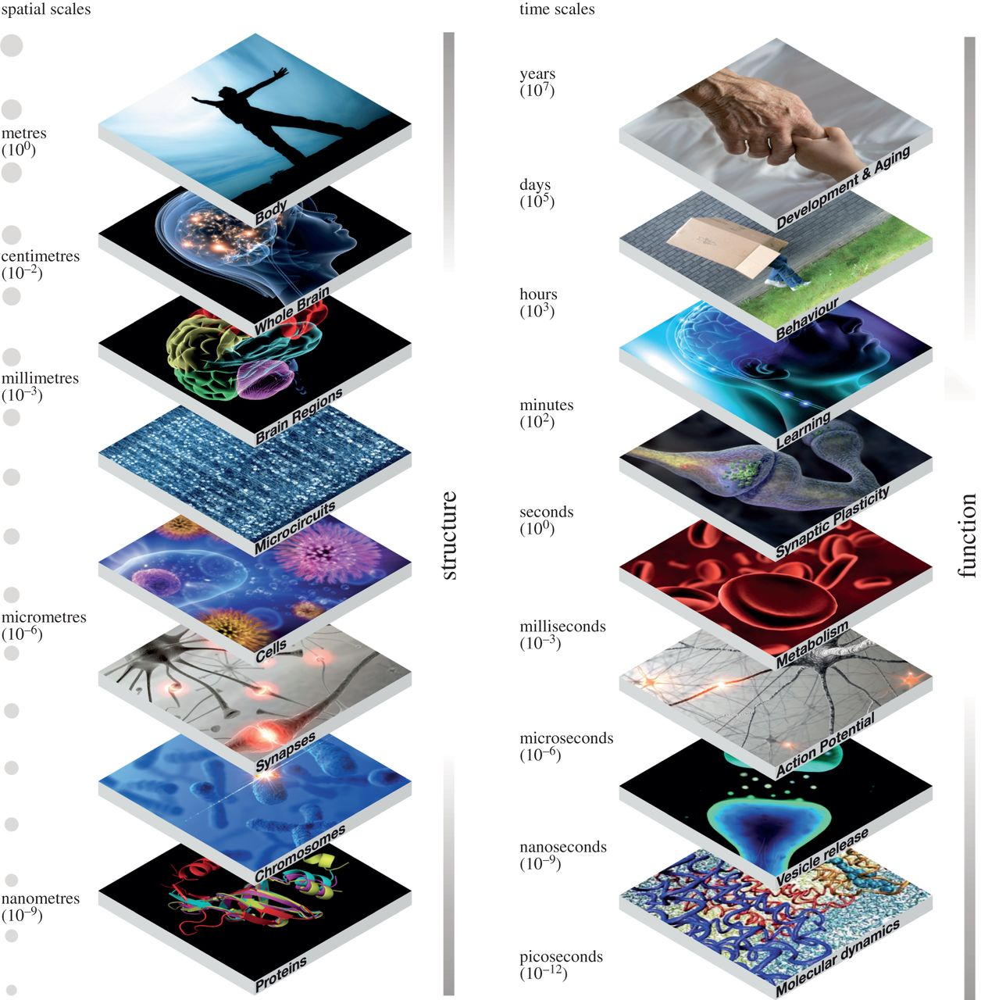 spatial scales
metres
(10⁰)
centimetres
(10⁻²)
millimetres
(10⁻³)
micrometres
(10⁻⁶)
nanometres
(10⁻⁹)
Body
Whole Brain
Brain Regions
Microcircuits
Cells
Synapses
Chromosomes
Proteins
structure
time scales
years
(10⁷)
days
(10⁵)
hours
(10³)
minutes
(10²)
seconds
(10⁰)
milliseconds
(10⁻³)
microseconds
(10⁻⁶)
nanoseconds
(10⁻⁹)
picoseconds
(10⁻¹²)
Development & Aging
Behaviour
Learning
Synaptic Plasticity
Metabolism
Action Potential
Vesicle release
Molecular dynamics
function